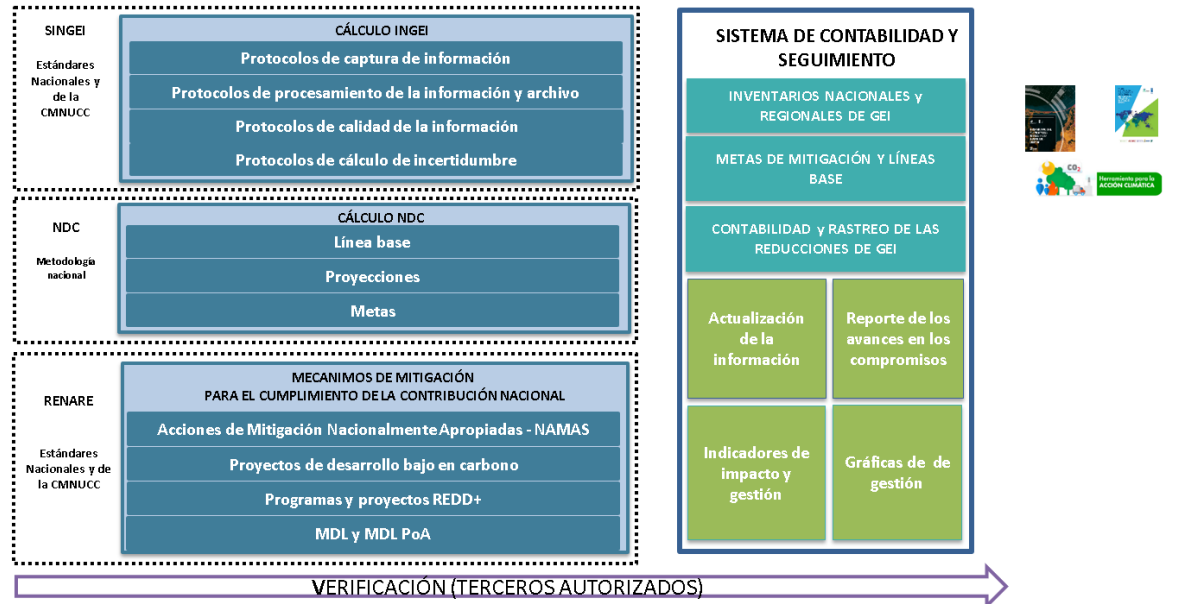 SINGEI
Estándares
Nacionales y
de la
CMNUCC
CÁLCULO INGEI
Protocolos de captura de información
Protocolos de procesamiento de la información y archivo
Protocolos de calidad de la información
Protocolos de cálculo de incertidumbre
NDC
Metodología
nacional
CÁLCULO NDC
Línea base
Proyecciones
Metas
RENARE
Estándares
Nacionales y de
la CMNUCC
MECANIMOS DE MITIGACIÓN
PARA EL CUMPLIMIENTO DE LA CONTRIBUCIÓN NACIONAL
Acciones de Mitigación Nacionalmente Apropiadas - NAMAS
Proyectos de desarrollo bajo en carbono
Programas y proyectos REDD+
MDL y MDL PoA
SISTEMA DE CONTABILIDAD Y
SEGUIMIENTO
INVENTARIOS NACIONALES y
REGIONALES DE GEI
METAS DE MITIGACIÓN Y LÍNEAS
BASE
CONTABILIDAD y RASTREO DE LAS
REDUCCIONES DE GEI
Actualización
de la
información
Reporte de los
avances en los
compromisos
Indicadores de
impacto y
gestión
Gráficas de de
gestión
CO2
Herramienta para la
ACCIÓN CLIMÁTICA
VERIFICACIÓN (TERCEROS AUTORIZADOS)